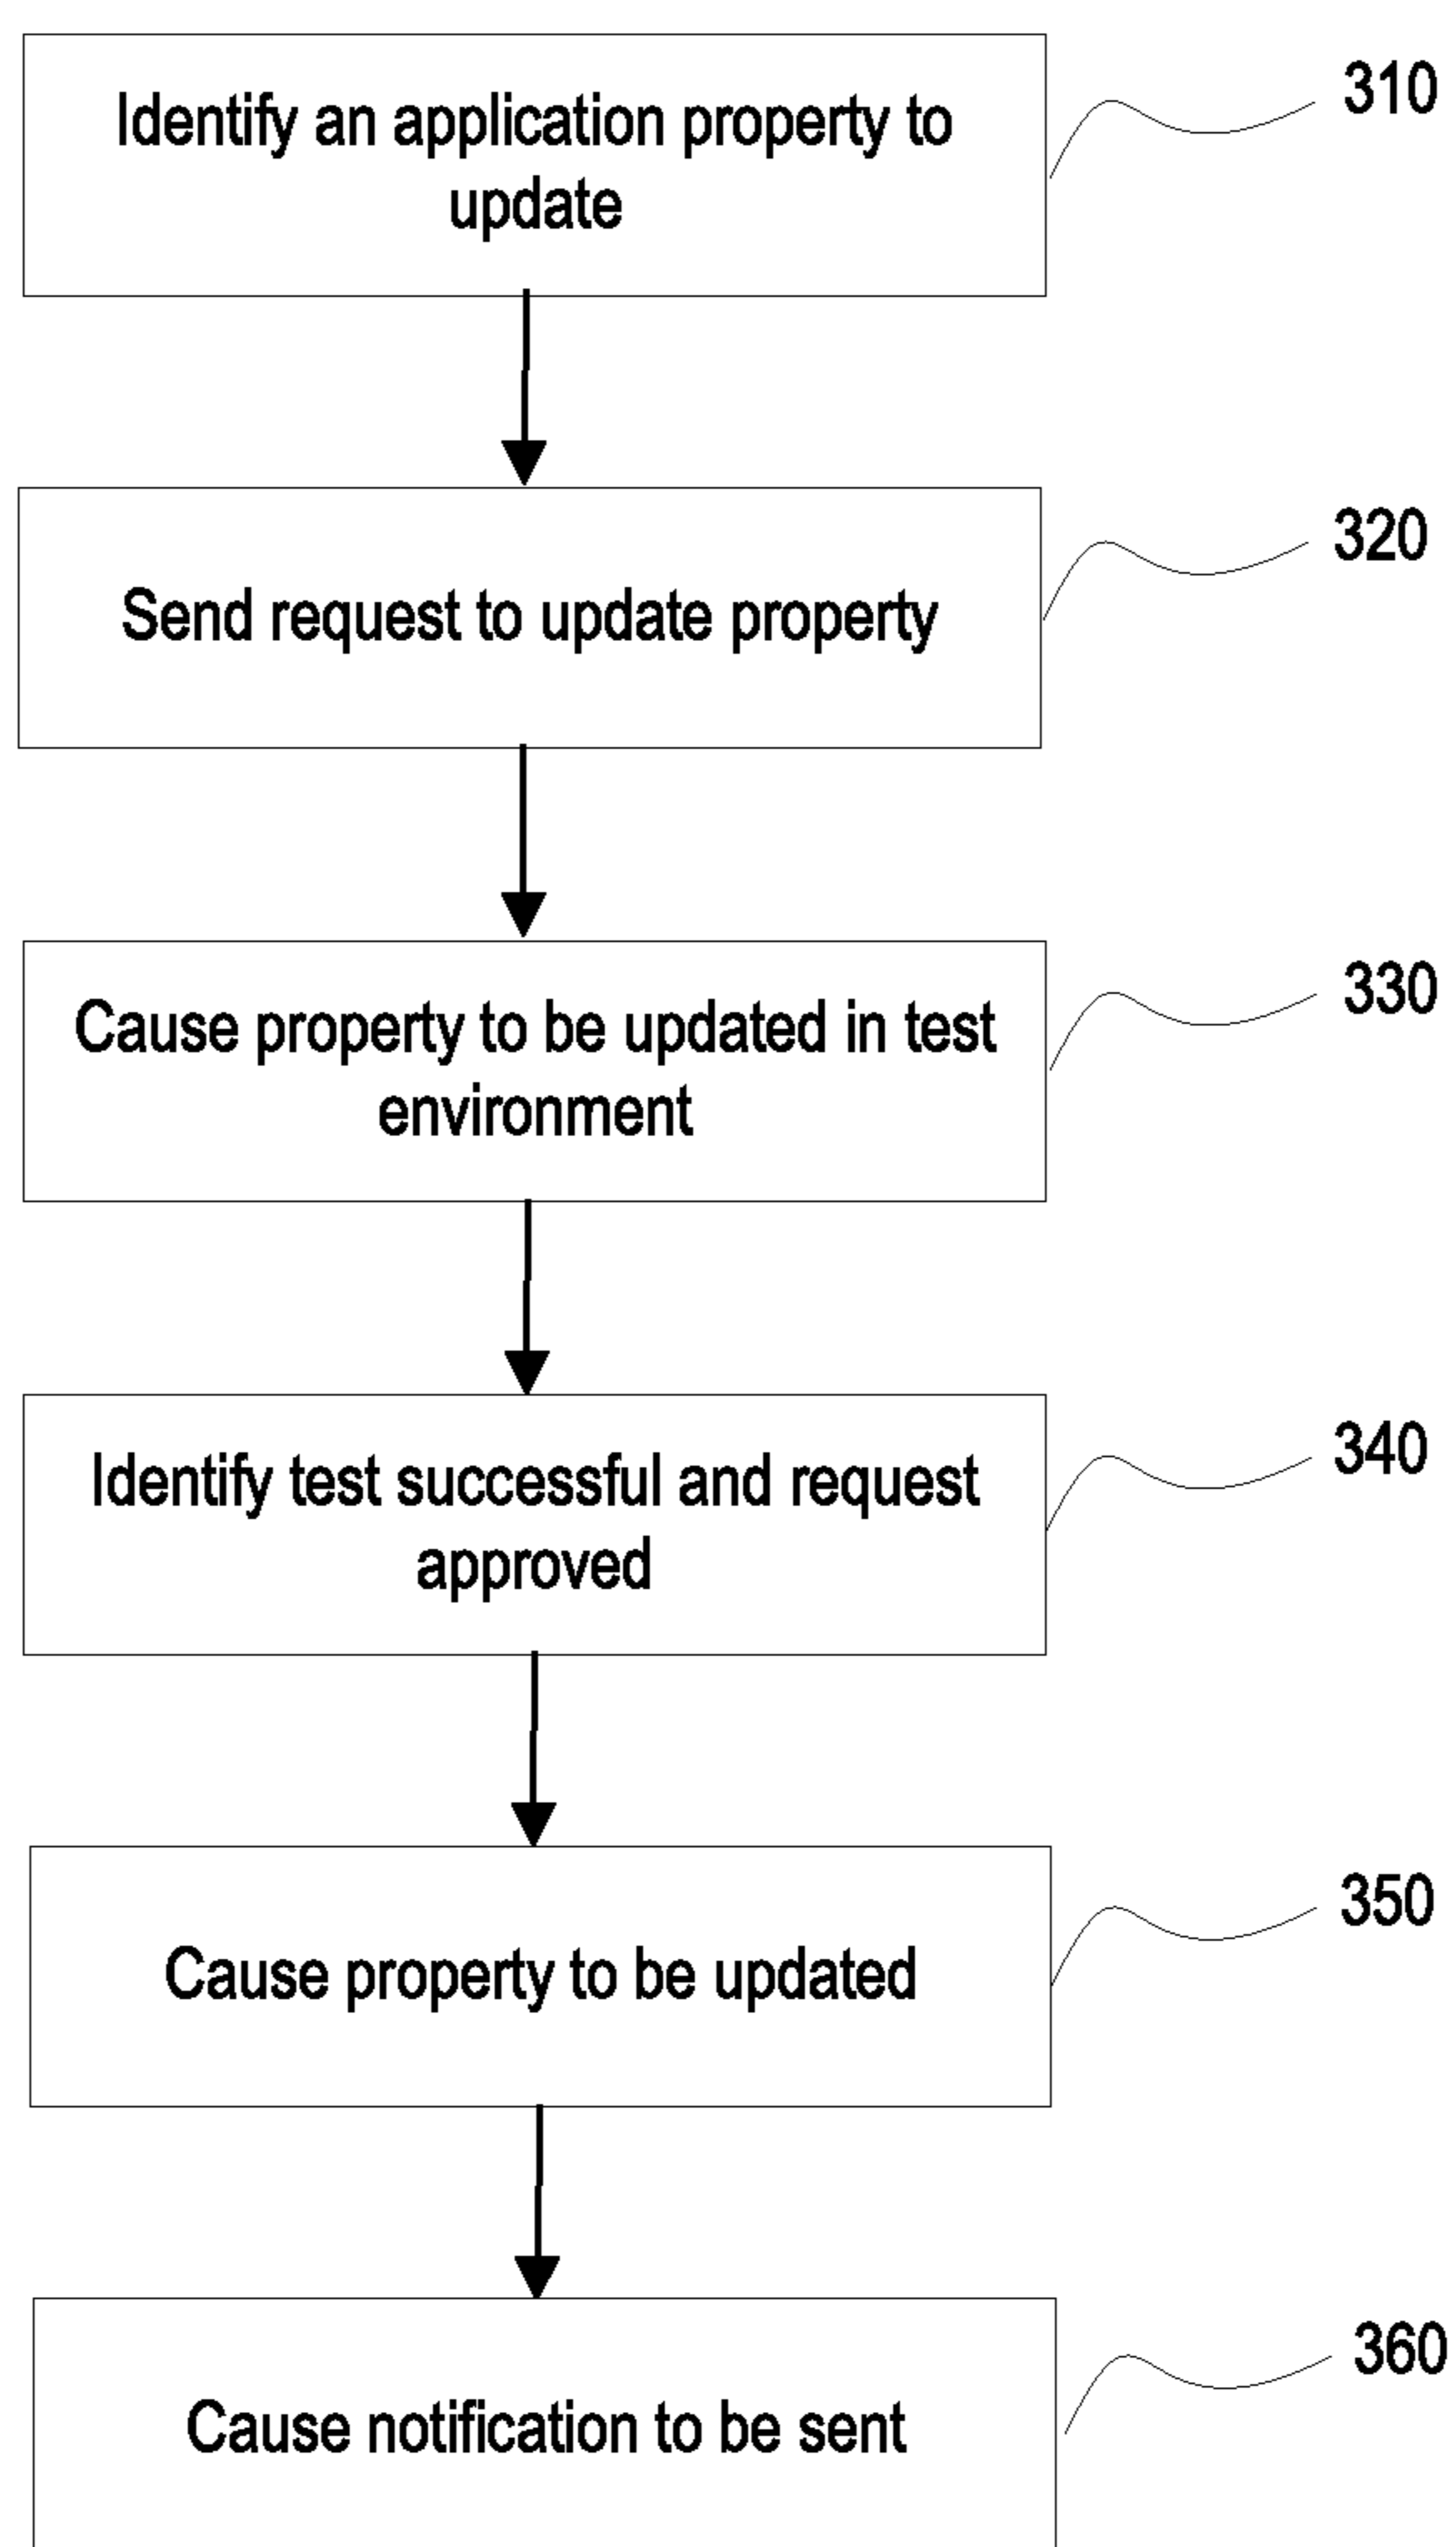 Identify an application property to
update
310
Send request to update property
320
Cause property to be updated in test
environment
330
Identify test successful and request
approved
340
Cause property to be updated
350
Cause notification to be sent
360